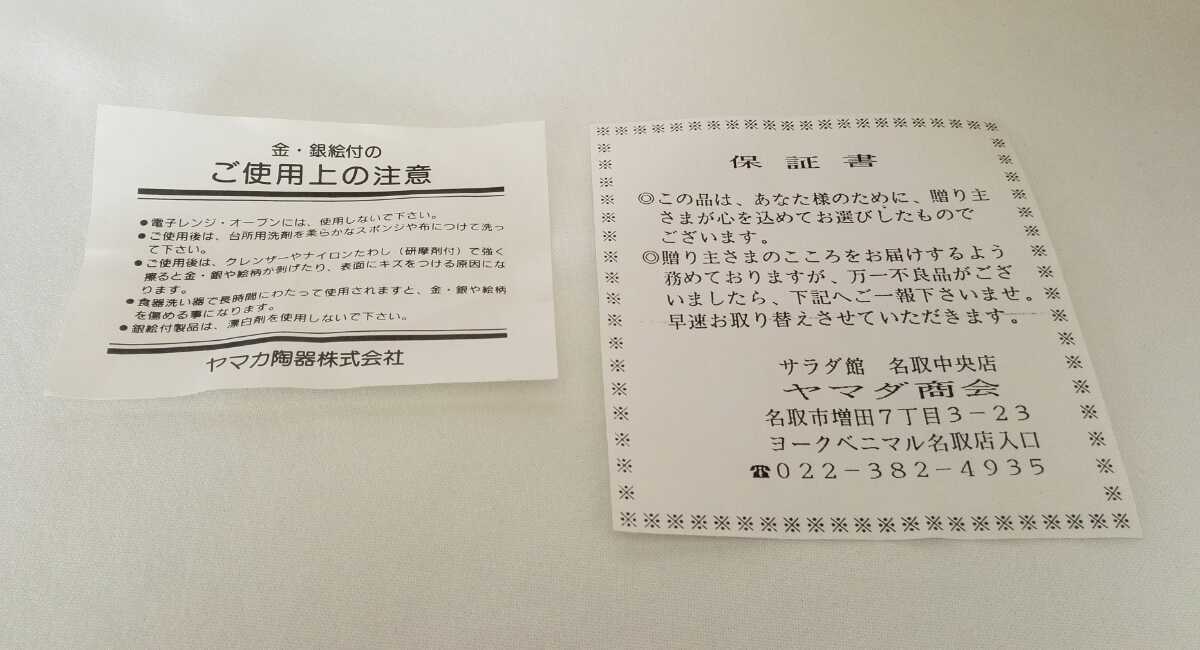 金・銀絵付の
ご使用上の注意
●電子レンジ・オーブンには、使用しないで下さい。
●ご使用後は、台所用洗剤を柔らかなスポンジや布につけて洗っ
て下さい。
●ご使用後は、クレンザーやナイロンたわし（研摩剤付）で強く
擦ると金・銀や絵柄が剥げたり、表面にキズをつける原因にな
ります。
●食器洗い器で長時間にわたって使用されますと、金・銀や絵柄
を傷める事になります。
●銀絵付製品は、漂白剤を使用しないで下さい。
ヤマカ陶器株式会社
保証書
◎この品は、あなた様のために、贈り主
さまが心を込めてお選びしたもので
ございます。
◎贈り主さまのこころをお届けするよう
務めておりますが、万一不良品がござ
いましたら、下記へご一報下さいませ。
早速お取り替えさせていただきます。
サラダ館 名取中央店
ヤマダ商会
名取市増田7丁目3−23
ヨークベニマル名取店入口
☎022−382−4935